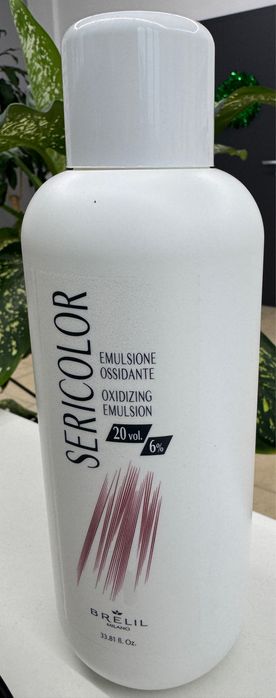 SERICOLOR
EMULSIONE
OSSIDANTE
OXIDIZING
EMULSION
20 vol.
6%
BRELIL
MILANO
33.81 fl. Oz.